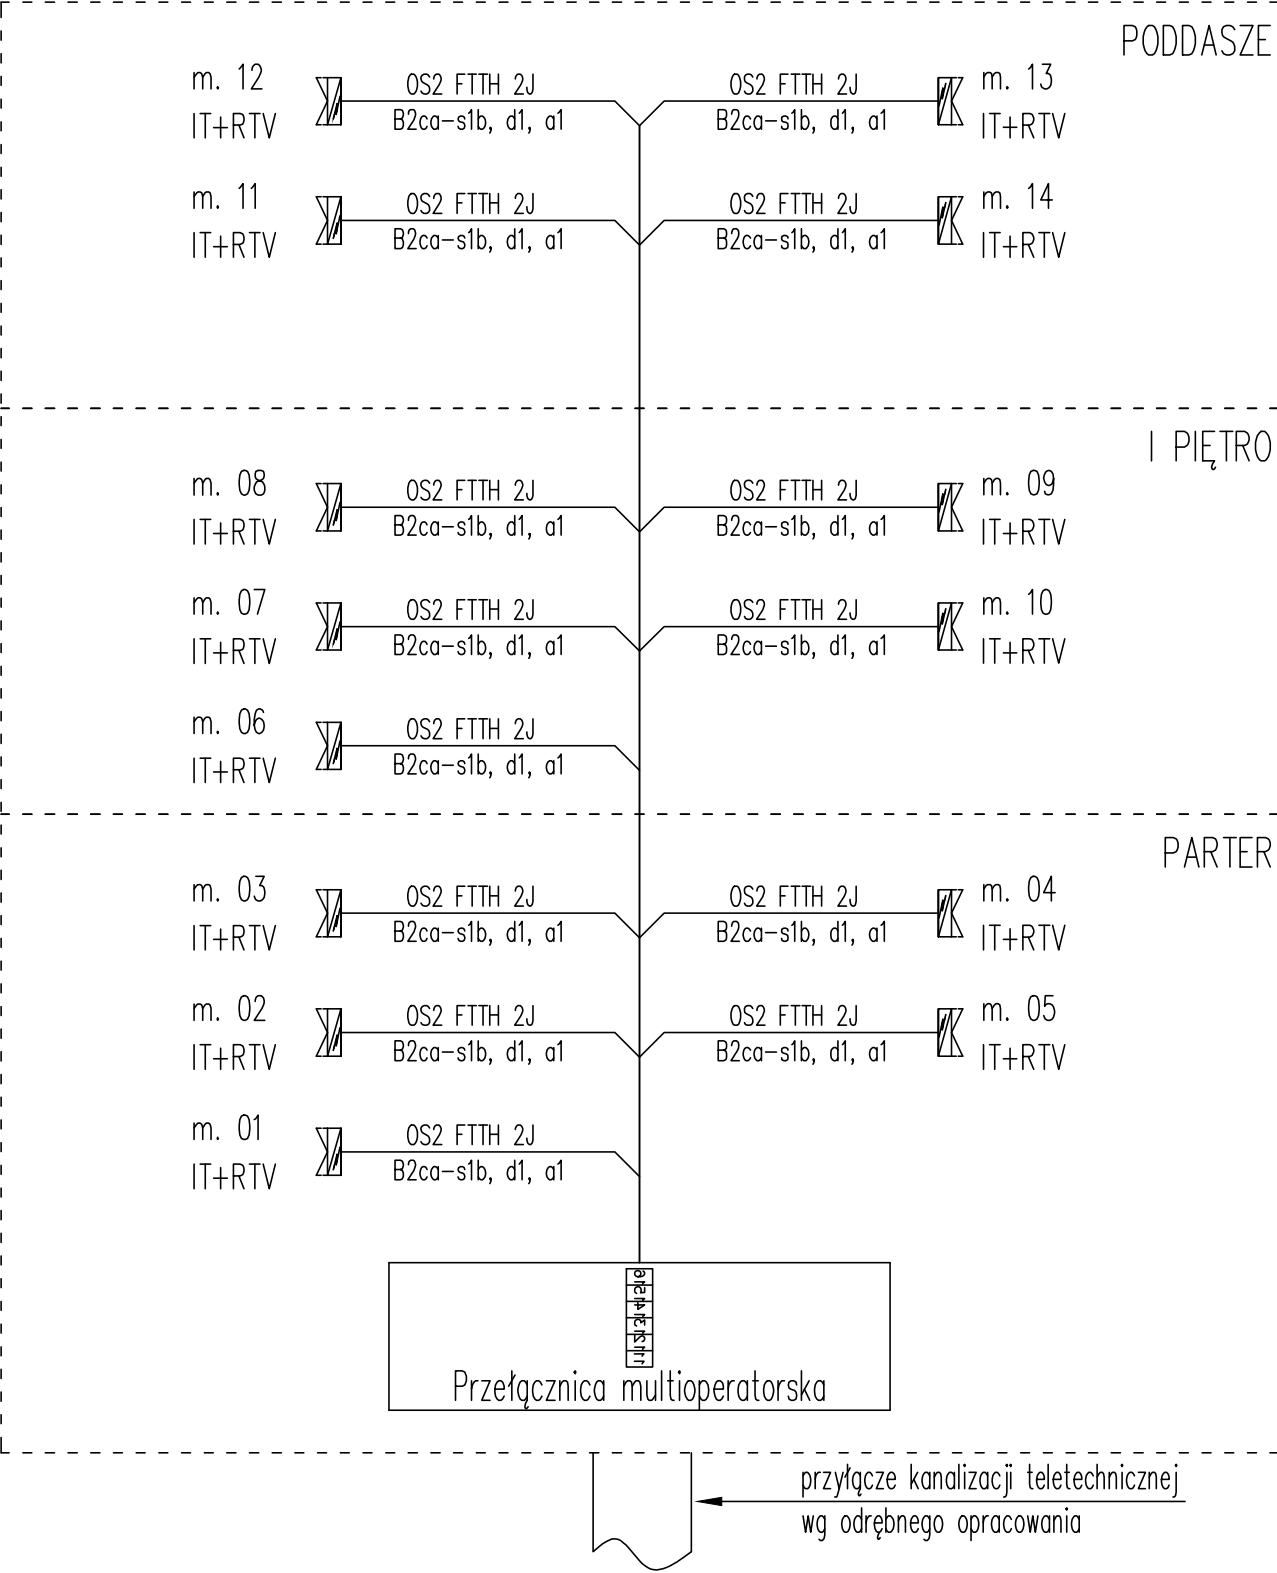 PODDASZE
m. 12
IT+RTV
OS2 FTTH 2J
B2ca-s1b, d1, a1
OS2 FTTH 2J
B2ca-s1b, d1, a1
m. 13
IT+RTV
m. 11
IT+RTV
OS2 FTTH 2J
B2ca-s1b, d1, a1
OS2 FTTH 2J
B2ca-s1b, d1, a1
m. 14
IT+RTV
I PIĘTRO
m. 08
IT+RTV
OS2 FTTH 2J
B2ca-s1b, d1, a1
OS2 FTTH 2J
B2ca-s1b, d1, a1
m. 09
IT+RTV
m. 07
IT+RTV
OS2 FTTH 2J
B2ca-s1b, d1, a1
OS2 FTTH 2J
B2ca-s1b, d1, a1
m. 10
IT+RTV
m. 06
IT+RTV
OS2 FTTH 2J
B2ca-s1b, d1, a1
PARTER
m. 03
IT+RTV
OS2 FTTH 2J
B2ca-s1b, d1, a1
OS2 FTTH 2J
B2ca-s1b, d1, a1
m. 04
IT+RTV
m. 02
IT+RTV
OS2 FTTH 2J
B2ca-s1b, d1, a1
OS2 FTTH 2J
B2ca-s1b, d1, a1
m. 05
IT+RTV
m. 01
IT+RTV
OS2 FTTH 2J
B2ca-s1b, d1, a1
Przełącznica multioperatorska
przyłącze kanalizacji teletechnicznej
wg odrębnego opracowania